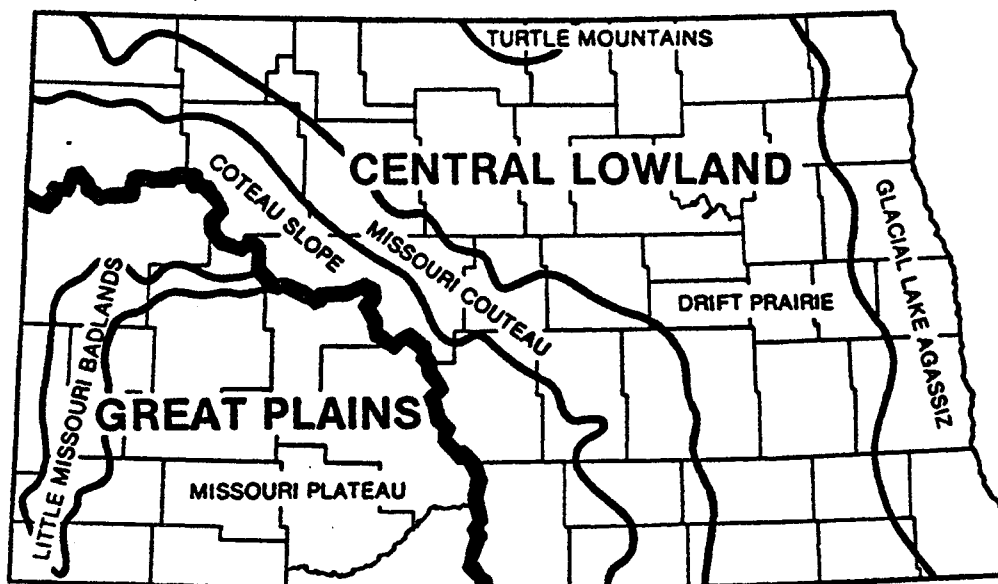 TURTLE MOUNTAINS
CENTRAL LOWLAND
COTEAU SLOPE
MISSOURI COUTEAU
GLACIAL LAKE AGASSIZ
DRIFT PRAIRIE
LITTLE MISSOURI BADLANDS
GREAT PLAINS
MISSOURI PLATEAU